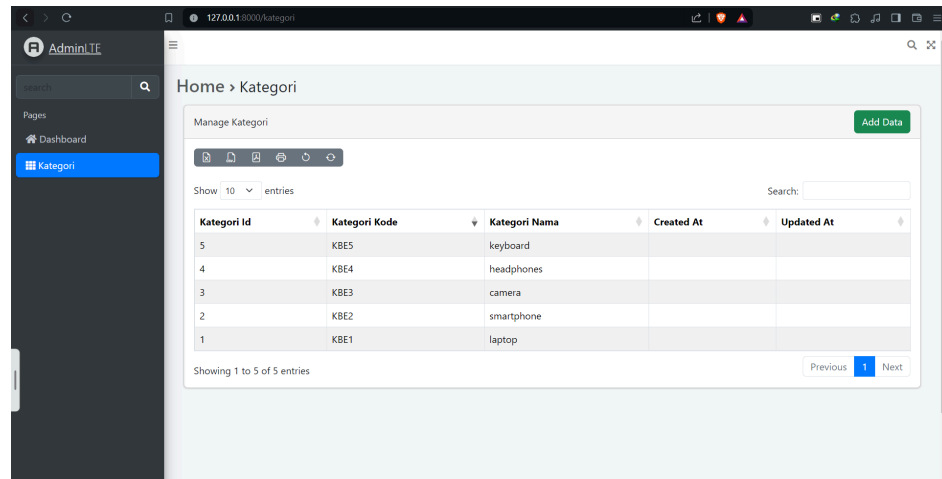 127.0.0.1:8000/kategori
AdminLTE
search
Home › Kategori
Pages
Dashboard
Kategori
Manage Kategori
Add Data
Show 10 entries
Search:
Kategori Id Kategori Kode Kategori Nama Created At Updated At
5 KBE5 keyboard
4 KBE4 headphones
3 KBE3 camera
2 KBE2 smartphone
1 KBE1 laptop
Showing 1 to 5 of 5 entries
Previous 1 Next